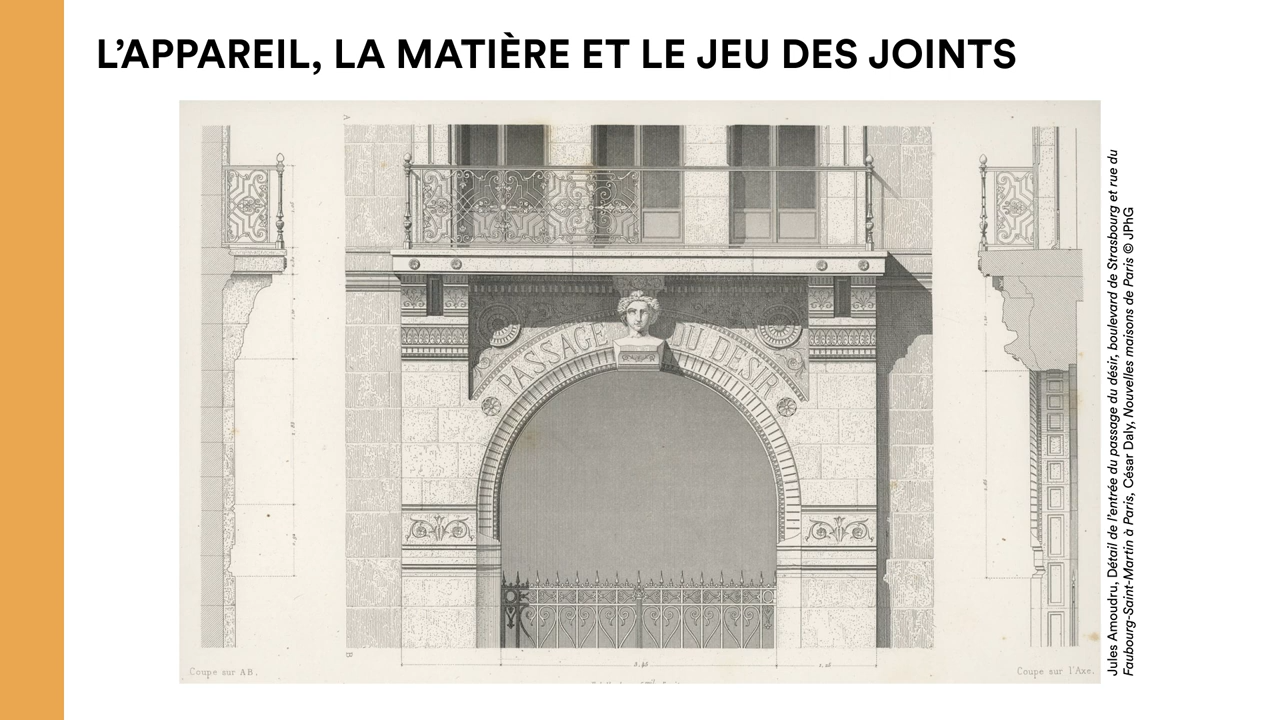 L’APPAREIL, LA MATIÈRE ET LE JEU DES JOINTS
A
PASSAGE DU DESIR
B
Coupe sur AB.
Coupe sur l'Axe.
Jules Amoudru, Détail de l’entrée du passage du désir, boulevard de Strasbourg et rue du
Faubourg-Saint-Martin à Paris, César Daly, Nouvelles maisons de Paris © JPhG